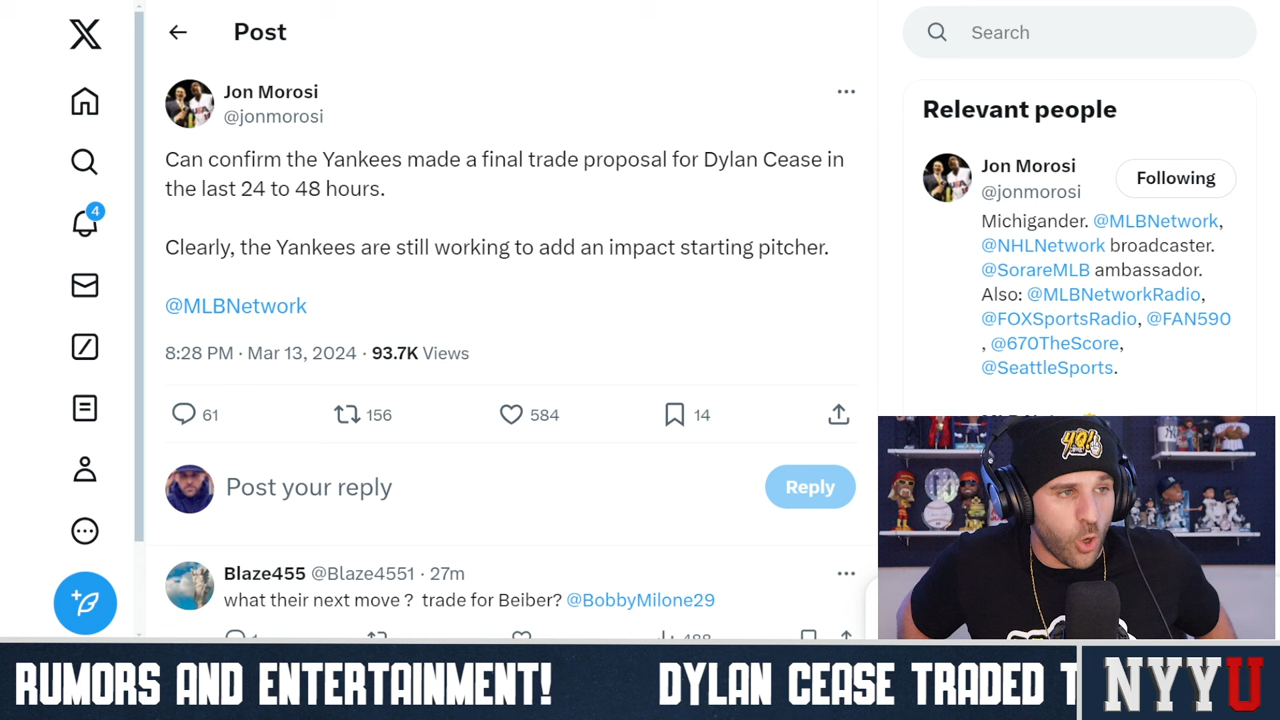 Post
Search
Jon Morosi
@jonmorosi
Can confirm the Yankees made a final trade proposal for Dylan Cease in
the last 24 to 48 hours.
Clearly, the Yankees are still working to add an impact starting pitcher.
@MLBNetwork
8:28 PM · Mar 13, 2024 · 93.7K Views
61
156
584
14
Post your reply
Reply
Blaze455 @Blaze4551 · 27m
what their next move ? trade for Beiber? @BobbyMilone29
4
Relevant people
Jon Morosi
@jonmorosi
Following
Michigander. @MLBNetwork,
@NHLNetwork broadcaster.
@SorareMLB ambassador.
Also: @MLBNetworkRadio,
@FOXSportsRadio, @FAN590
, @670TheScore,
@SeattleSports.
YO!
RUMORS AND ENTERTAINMENT!
DYLAN CEASE TRADED T
NYYU